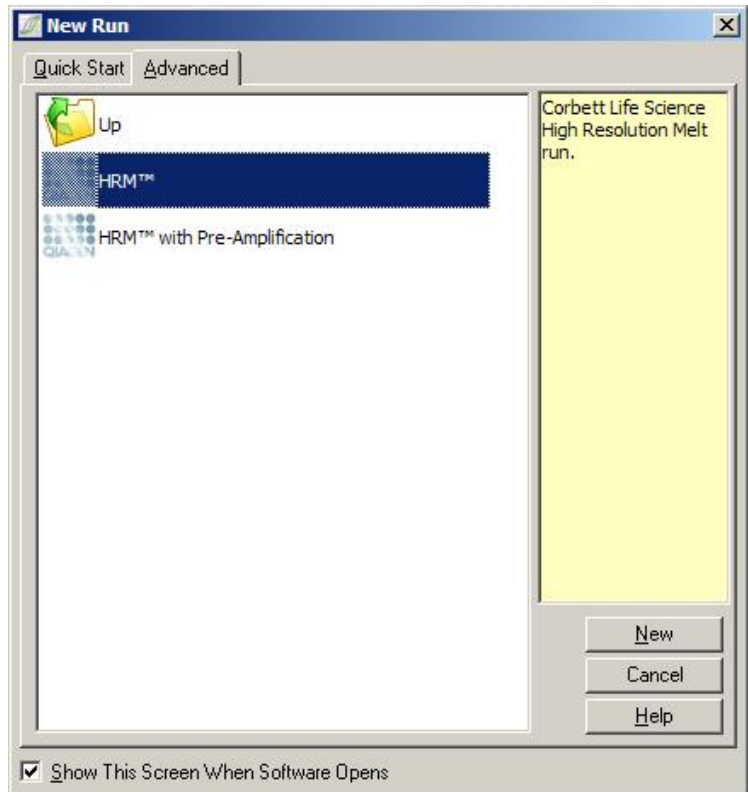 New Run
Quick Start Advanced
Up
HRM™
QIAGEN
HRM™ with Pre-Amplification
Corbett Life Science
High Resolution Melt
run.
New
Cancel
Help
Show This Screen When Software Opens